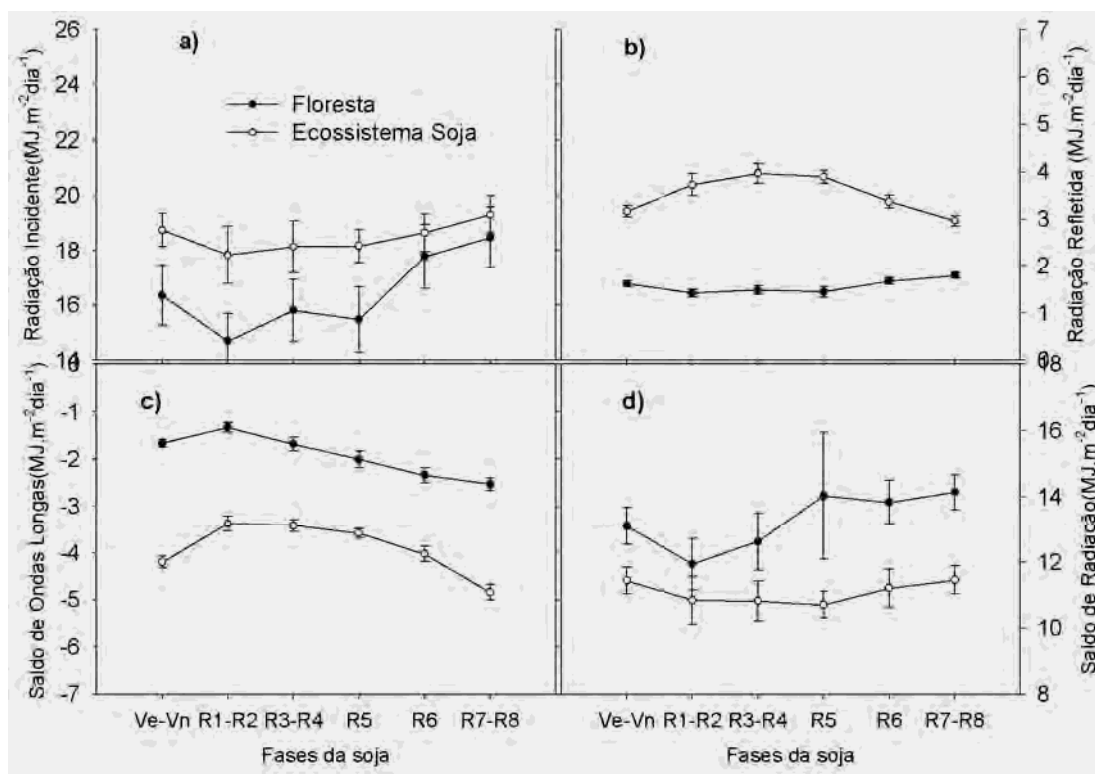 a)
Radiação Incidente(MJ.m-2dia-1)
26
24
22
20
18
16
14
Floresta
Ecossistema Soja
b)
7
6
5
4
3
2
1
Radiação Refletida (MJ.m-2dia-1)
c)
Saldo de Ondas Longas(MJ.m-2dia-1)
-1
-2
-3
-4
-5
-6
-7
Ve-Vn R1-R2 R3-R4 R5 R6 R7-R8
Fases da soja
d)
18
16
14
12
10
8
Saldo de Radiação(MJ.m-2dia-1)
Ve-Vn R1-R2 R3-R4 R5 R6 R7-R8
Fases da soja